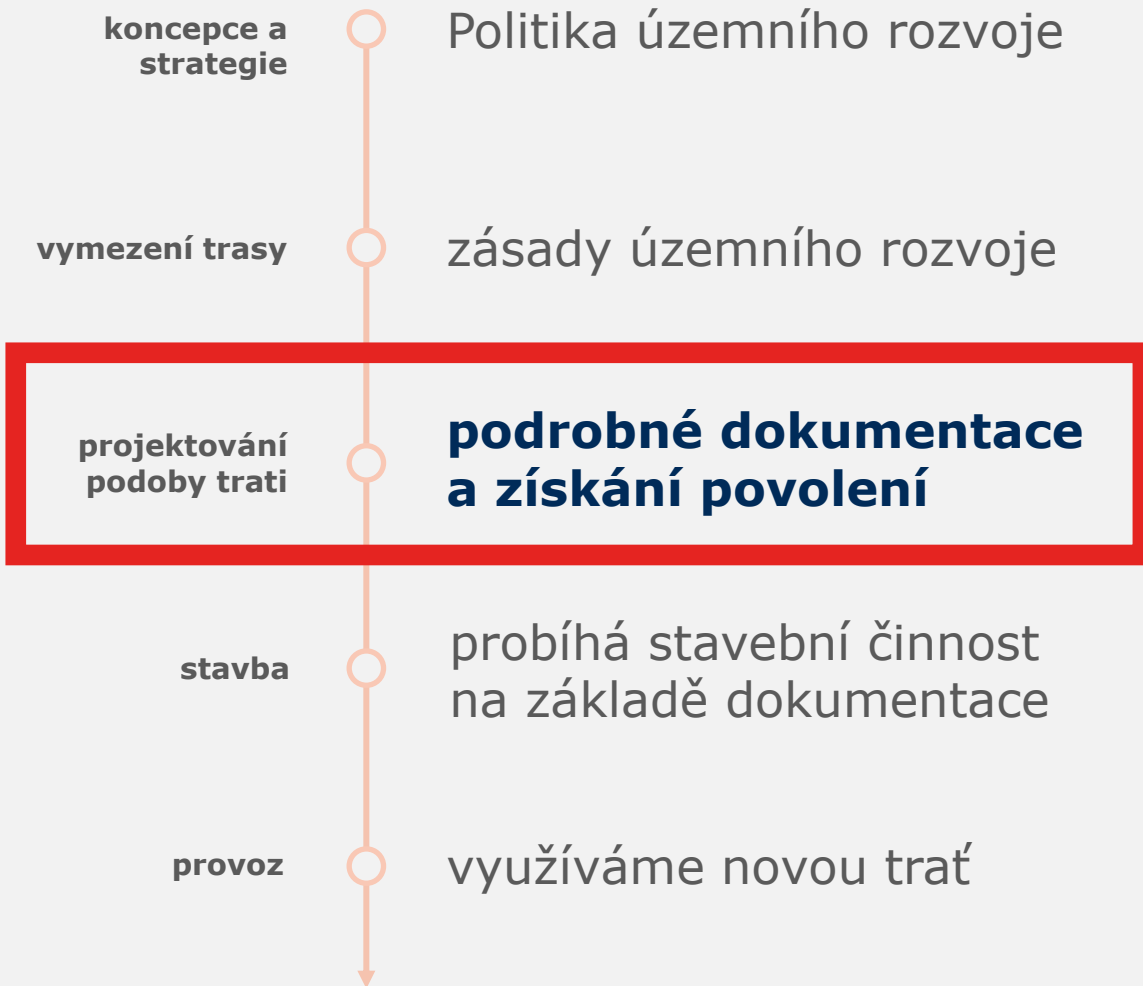 koncepce a
strategie
Politika územního rozvoje
vymezení trasy
zásady územního rozvoje
projektování
podoby trati
podrobné dokumentace
a získání povolení
stavba
probíhá stavební činnost
na základě dokumentace
provoz
využíváme novou trať